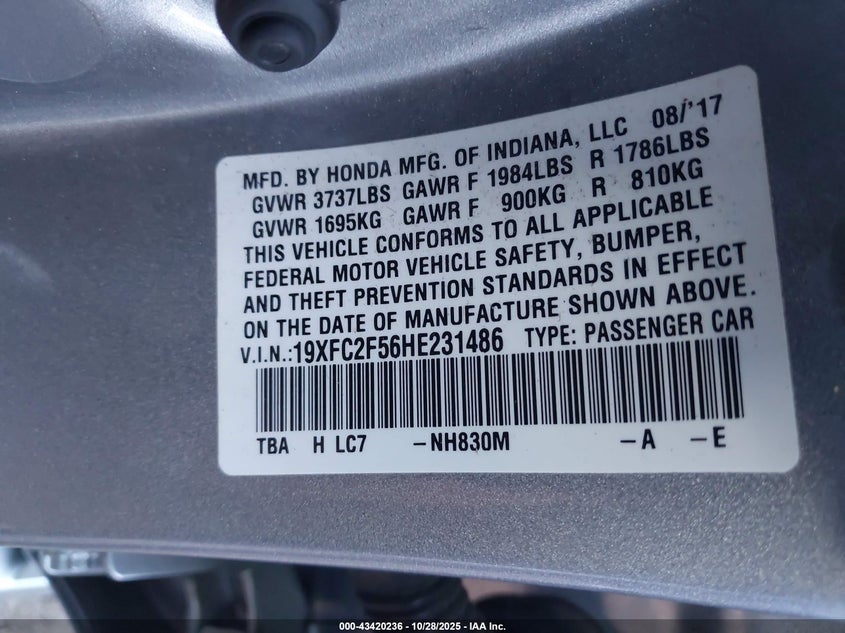 MFD. BY HONDA MFG. OF INDIANA, LLC 08/'17
GVWR 3737LBS GAWR F 1984LBS R 1786LBS
GVWR 1695KG GAWR F 900KG R 810KG
THIS VEHICLE CONFORMS TO ALL APPLICABLE
FEDERAL MOTOR VEHICLE SAFETY, BUMPER,
AND THEFT PREVENTION STANDARDS IN EFFECT
ON THE DATE OF MANUFACTURE SHOWN ABOVE.
V.I.N.:19XFC2F56HE231486 TYPE: PASSENGER CAR
TBA H LC7 -NH830M -A -E
000-43420236 - 10/28/2025 - IAA Inc.